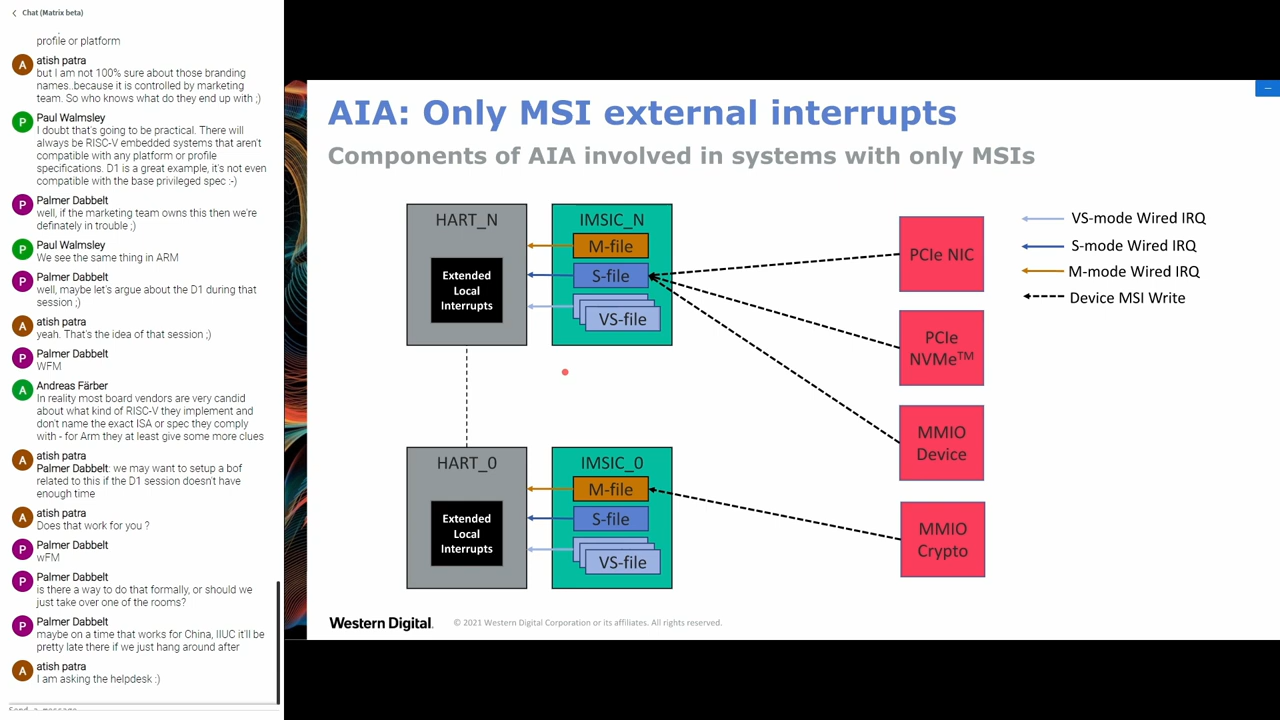 Chat (Matrix beta)
profile or platform
atish patra
but I am not 100% sure about those branding
names..because it is controlled by marketing
team. So who knows what do they end up with ;)
Paul Walmsley
I doubt that's going to be practical. There will
always be RISC-V embedded systems that aren't
compatible with any platform or profile
specifications. D1 is a great example, it's not even
compatible with the base privileged spec :-)
Palmer Dabbelt
well, if the marketing team owns this then we're
definately in trouble ;)
Paul Walmsley
We see the same thing in ARM
Palmer Dabbelt
well, maybe let's argue about the D1 during that
session ;)
atish patra
yeah. That's the idea of that session ;)
Palmer Dabbelt
WFM
Andreas Färber
In reality most board vendors are very candid
about what kind of RISC-V they implement and
don't name the exact ISA or spec they comply
with - for Arm they at least give some more clues
atish patra
Palmer Dabbelt: we may want to setup a bof
related to this if the D1 session doesn't have
enough time
atish patra
Does that work for you ?
Palmer Dabbelt
wFM
Palmer Dabbelt
is there a way to do that formally, or should we
just take over one of the rooms?
Palmer Dabbelt
maybe on a time that works for China, IIUC it'll be
pretty late there if we just hang around after
atish patra
I am asking the helpdesk :)
Send a message
A
P
P
P
P
A
P
A
A
A
P
P
P
A
AIA: Only MSI external interrupts
Components of AIA involved in systems with only MSIs
HART_N
Extended
Local
Interrupts
IMSIC_N
M-file
S-file
VS-file
HART_0
Extended
Local
Interrupts
IMSIC_0
M-file
S-file
VS-file
PCIe NIC
PCIe
NVMe™
MMIO
Device
MMIO
Crypto
VS-mode Wired IRQ
S-mode Wired IRQ
M-mode Wired IRQ
Device MSI Write
Western Digital.
© 2021 Western Digital Corporation or its affiliates. All rights reserved.